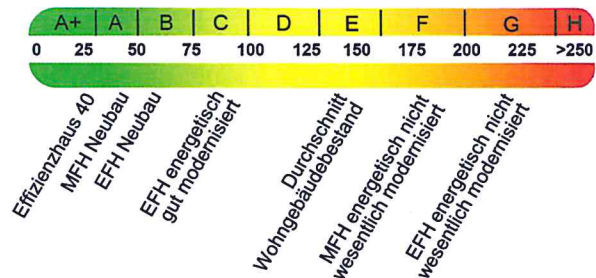 A+ A B C D E F G H
0 25 50 75 100 125 150 175 200 225 >250
Effizienzhaus 40
MFH Neubau
EFH Neubau
EFH energetisch
gut modernisiert
Durchschnitt
Wohngebäudebestand
MFH energetisch nicht
wesentlich modernisiert
EFH energetisch nicht
wesentlich modernisiert